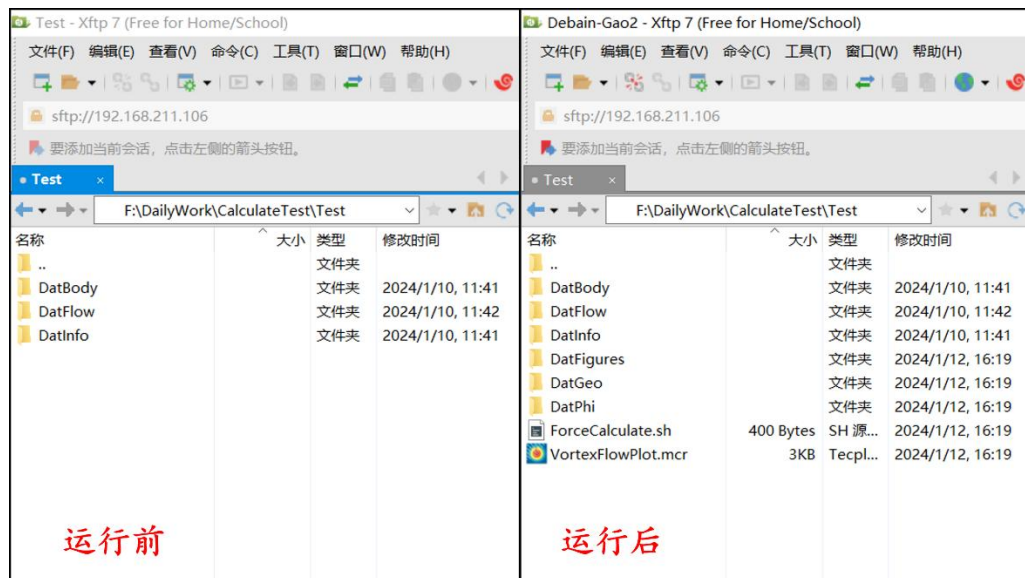 Test - Xftp 7 (Free for Home/School)
文件(F) 编辑(E) 查看(V) 命令(C) 工具(T) 窗口(W) 帮助(H)
sftp://192.168.211.106
要添加当前会话，点击左侧的箭头按钮。
Test ×
F:\DailyWork\CalculateTest\Test
名称 大小 类型 修改时间
.. 文件夹
DatBody 文件夹 2024/1/10, 11:41
DatFlow 文件夹 2024/1/10, 11:42
DatInfo 文件夹 2024/1/10, 11:41
运行前
Debain-Gao2 - Xftp 7 (Free for Home/School)
文件(F) 编辑(E) 查看(V) 命令(C) 工具(T) 窗口(W) 帮助(H)
sftp://192.168.211.106
要添加当前会话，点击左侧的箭头按钮。
Test ×
F:\DailyWork\CalculateTest\Test
名称 大小 类型 修改时间
.. 文件夹
DatBody 文件夹 2024/1/10, 11:41
DatFlow 文件夹 2024/1/10, 11:42
DatInfo 文件夹 2024/1/10, 11:41
DatFigures 文件夹 2024/1/12, 16:19
DatGeo 文件夹 2024/1/12, 16:19
DatPhi 文件夹 2024/1/12, 16:19
ForceCalculate.sh 400 Bytes SH 源... 2024/1/12, 16:19
VortexFlowPlot.mcr 3KB Tecpl... 2024/1/12, 16:19
运行后